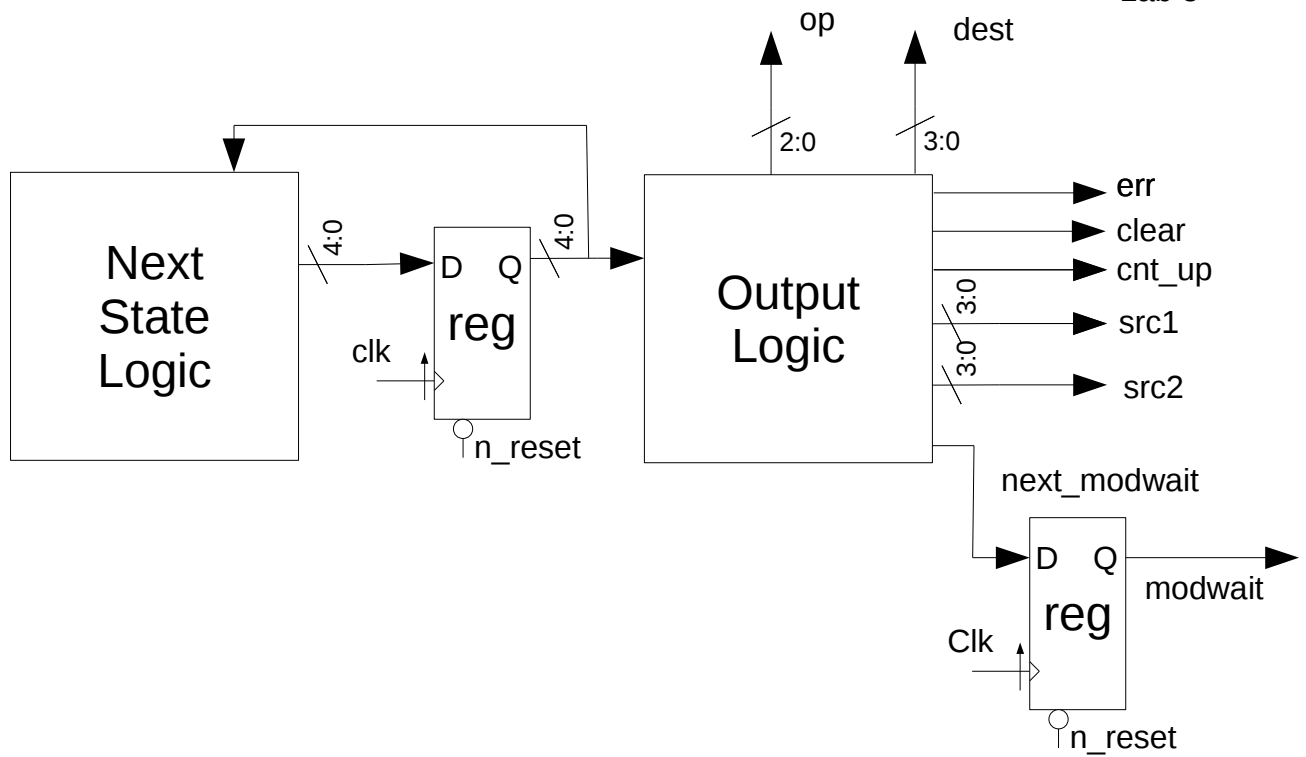 op
dest
2:0
3:0
Next
State
Logic
4:0
D Q
reg
clk
n_reset
4:0
Output
Logic
err
clear
cnt_up
3:0
src1
3:0
src2
next_modwait
D Q
reg
modwait
Clk
n_reset